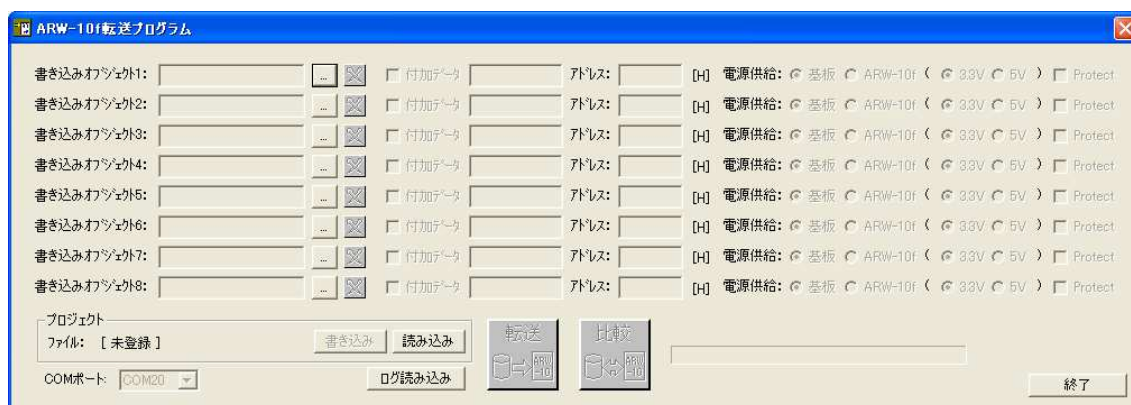 ARW-10f転送プログラム
書き込みオブジェクト1: ... 付加データ アドレス: [H] 電源供給: 基板 ARW-10f ( 3.3V 5V ) Protect
書き込みオブジェクト2: ... 付加データ アドレス: [H] 電源供給: 基板 ARW-10f ( 3.3V 5V ) Protect
書き込みオブジェクト3: ... 付加データ アドレス: [H] 電源供給: 基板 ARW-10f ( 3.3V 5V ) Protect
書き込みオブジェクト4: ... 付加データ アドレス: [H] 電源供給: 基板 ARW-10f ( 3.3V 5V ) Protect
書き込みオブジェクト5: ... 付加データ アドレス: [H] 電源供給: 基板 ARW-10f ( 3.3V 5V ) Protect
書き込みオブジェクト6: ... 付加データ アドレス: [H] 電源供給: 基板 ARW-10f ( 3.3V 5V ) Protect
書き込みオブジェクト7: ... 付加データ アドレス: [H] 電源供給: 基板 ARW-10f ( 3.3V 5V ) Protect
書き込みオブジェクト8: ... 付加データ アドレス: [H] 電源供給: 基板 ARW-10f ( 3.3V 5V ) Protect
プロジェクト
ファイル: [ 未登録 ] 書き込み 読み込み
転送 ARW-10
比較 ARW-10
COMポート: COM20 ログ読み込み
終了